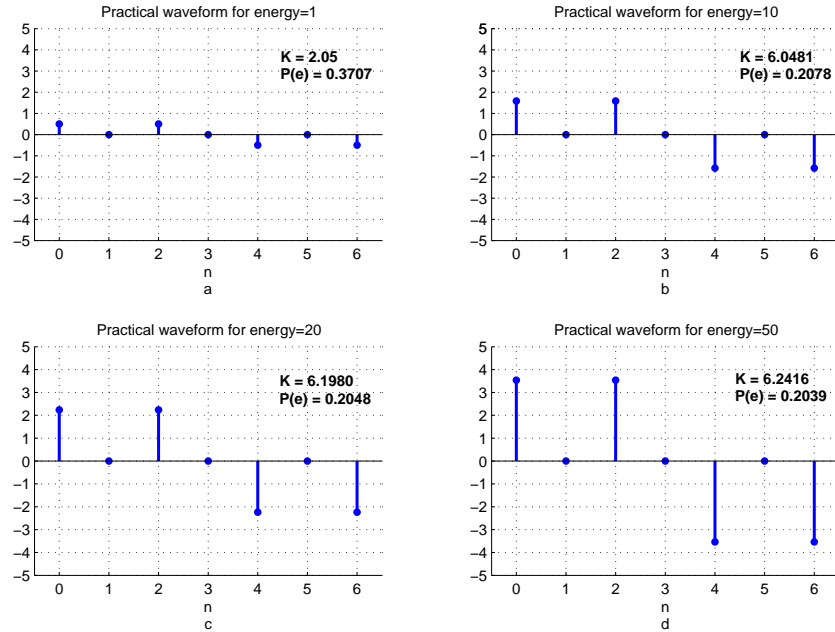 Practical waveform for energy=1
5
4
3
2
1
0
−1
−2
−3
−4
−5
K = 2.05
P(e) = 0.3707
0 1 2 3 4 5 6
n
a
Practical waveform for energy=10
5
4
3
2
1
0
−1
−2
−3
−4
−5
K = 6.0481
P(e) = 0.2078
0 1 2 3 4 5 6
n
b
Practical waveform for energy=20
5
4
3
2
1
0
−1
−2
−3
−4
−5
K = 6.1980
P(e) = 0.2048
0 1 2 3 4 5 6
n
c
Practical waveform for energy=50
5
4
3
2
1
0
−1
−2
−3
−4
−5
K = 6.2416
P(e) = 0.2039
0 1 2 3 4 5 6
n
d